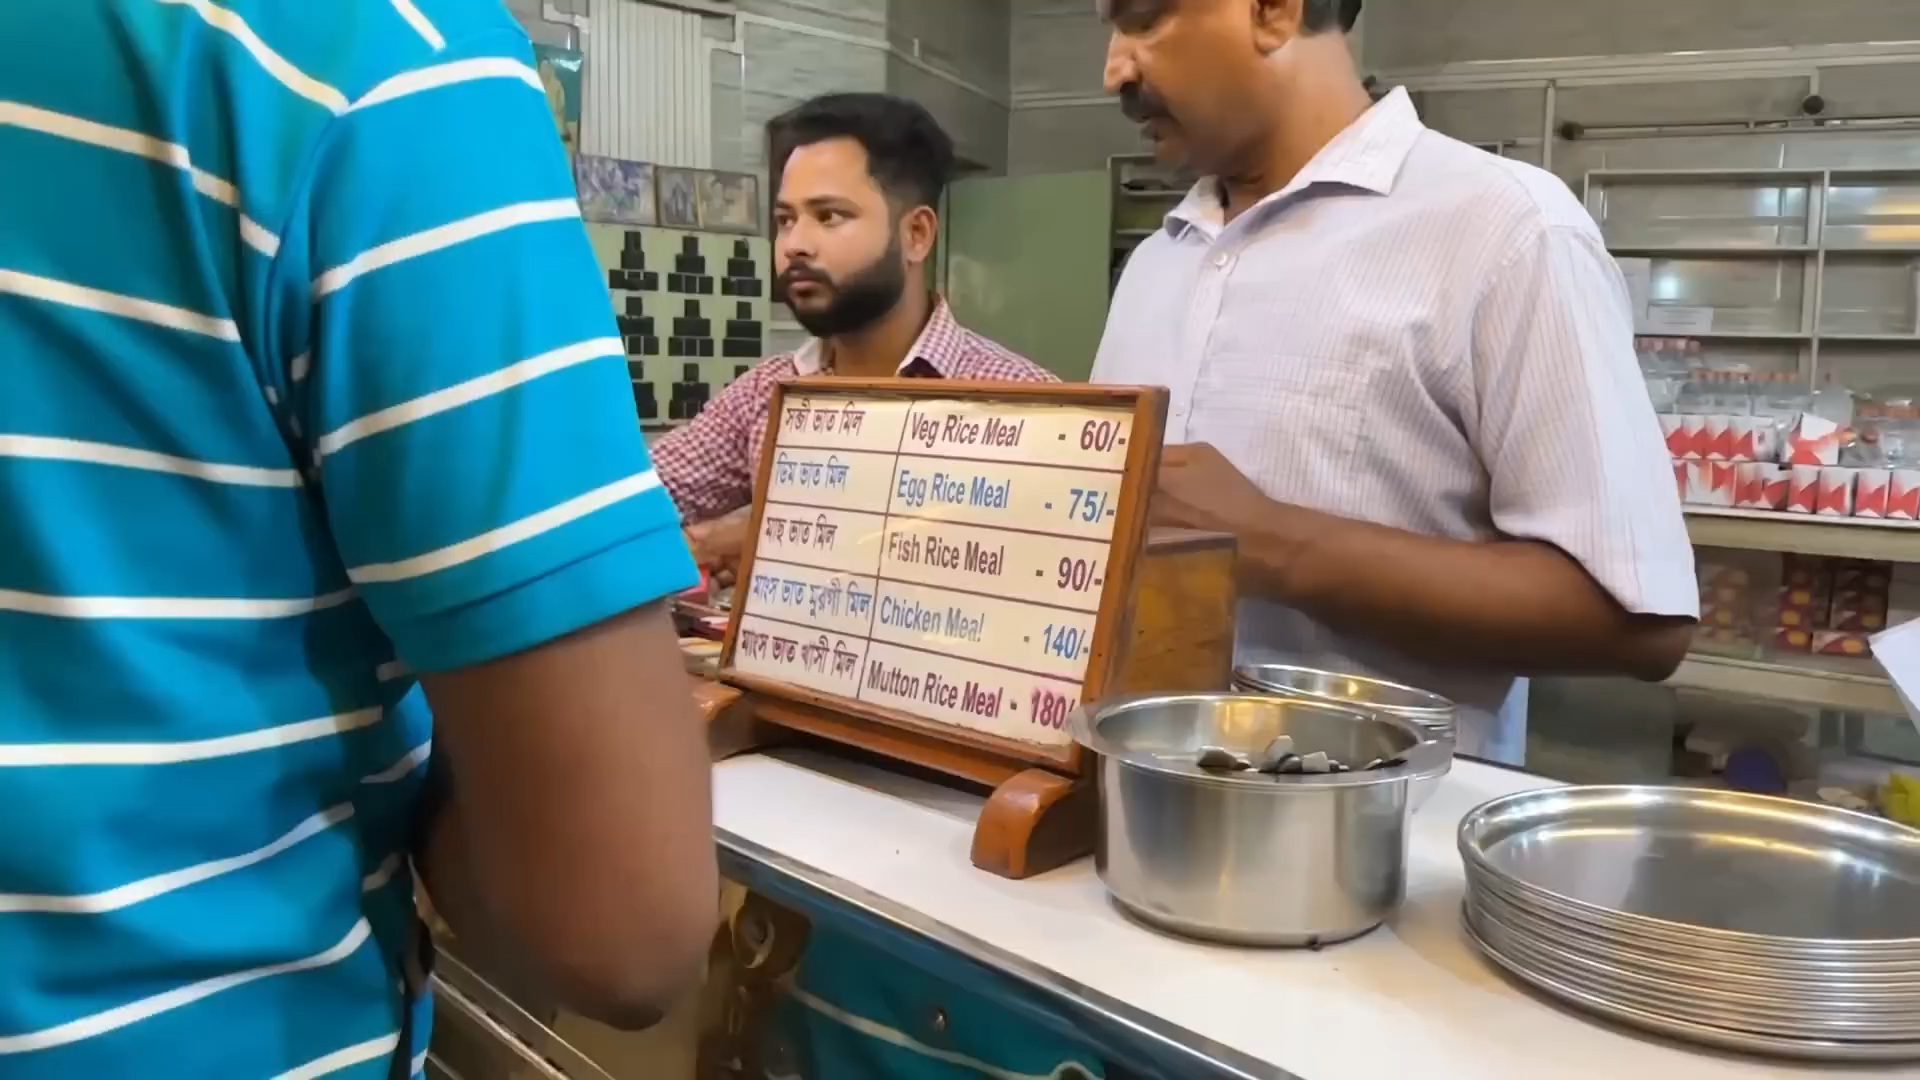 সব্জী ভাত মিল Veg Rice Meal - 60/-
ডিম ভাত মিল Egg Rice Meal - 75/-
মাছ ভাত মিল Fish Rice Meal - 90/-
মাংস ভাত মুরগী মিল Chicken Meal - 140/-
মাংস ভাত খাসী মিল Mutton Rice Meal - 180/